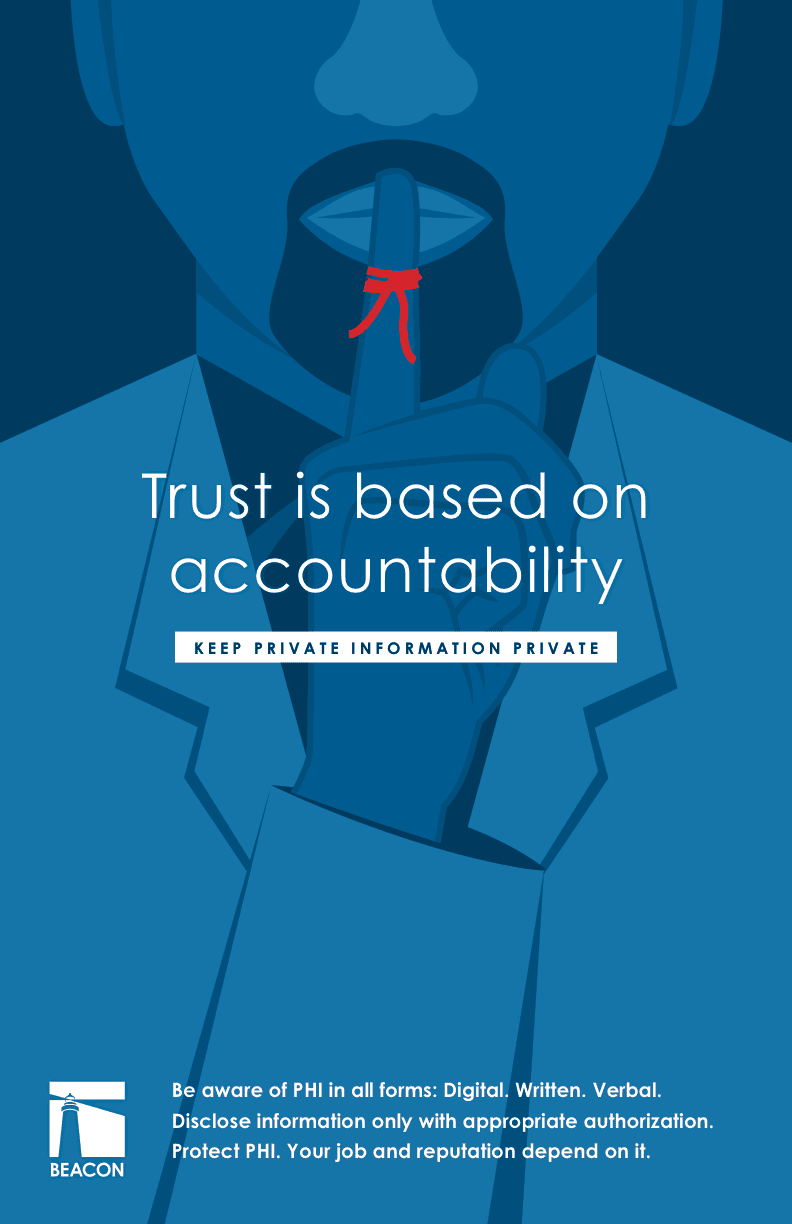 Trust is based on
accountability
KEEP PRIVATE INFORMATION PRIVATE
Be aware of PHI in all forms: Digital. Written. Verbal.
Disclose information only with appropriate authorization.
Protect PHI. Your job and reputation depend on it.
BEACON